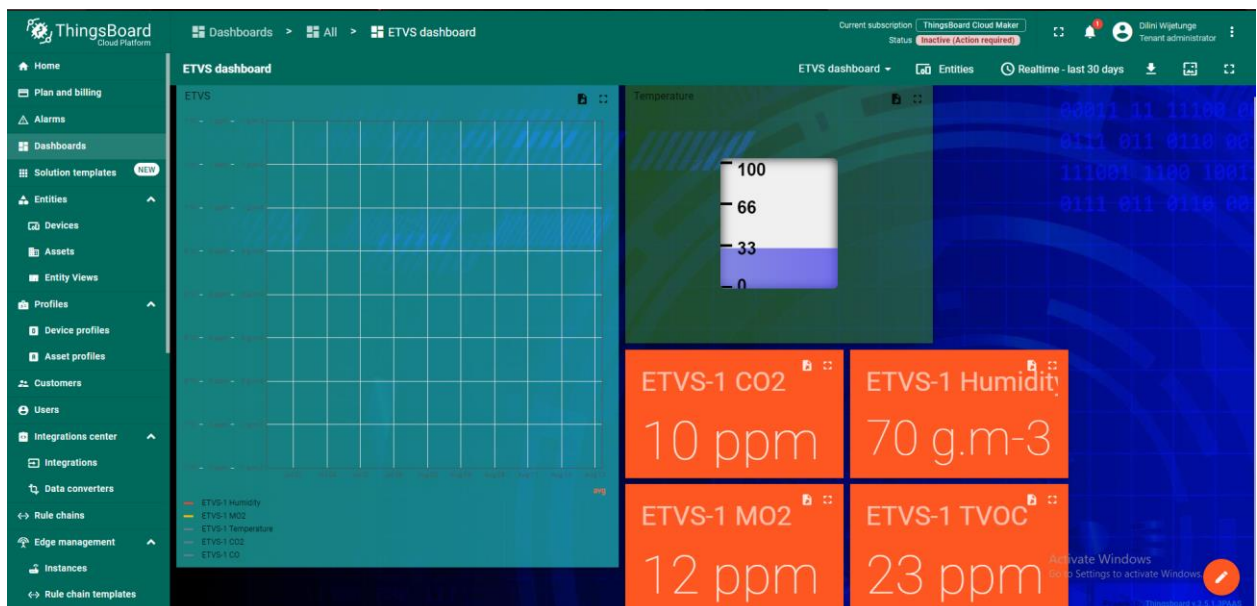 ThingsBoard
Cloud Platform
Dashboards > All > ETVS dashboard
Current subscription ThingsBoard Cloud Maker
Status Inactive (Action required)
1
Dilini Wijetunge
Tenant administrator
Home
Plan and billing
Alarms
Dashboards
Solution templates NEW
Entities
Devices
Assets
Entity Views
Profiles
Device profiles
Asset profiles
Customers
Users
Integrations center
Integrations
Data converters
Rule chains
Edge management
Instances
Rule chain templates
ETVS dashboard
ETVS dashboard
Entities
Realtime - last 30 days
ETVS
avg
ETVS-1 Humidity
ETVS-1 MO2
ETVS-1 Temperature
ETVS-1 CO2
ETVS-1 CO
Temperature
100
66
33
0
ETVS-1 CO2
10 ppm
ETVS-1 Humidity
70 g.m-3
ETVS-1 MO2
12 ppm
ETVS-1 TVOC
23 ppm
Activate Windows
Go to Settings to activate Windows.